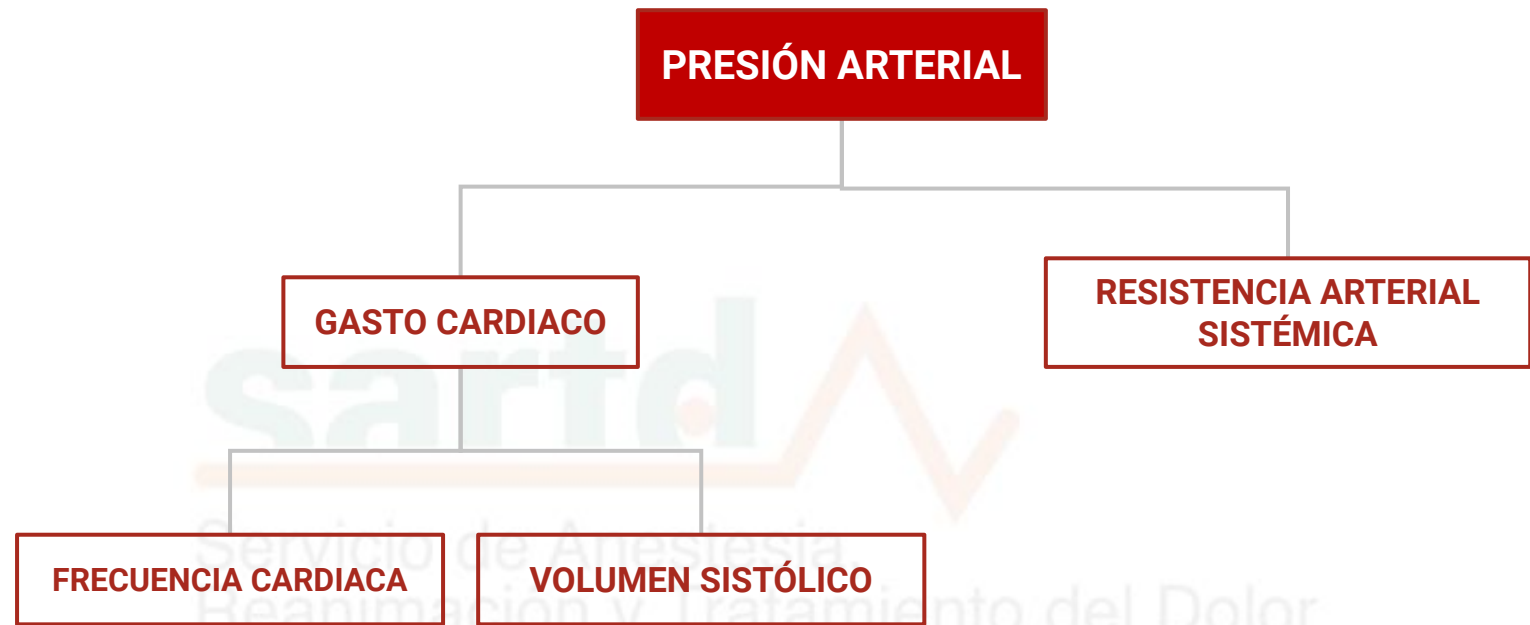 PRESIÓN ARTERIAL
GASTO CARDIACO
RESISTENCIA ARTERIAL
SISTÉMICA
sartd
Servicio de Anestesia
Reanimación y Tratamiento del Dolor
FRECUENCIA CARDIACA
VOLUMEN SISTÓLICO